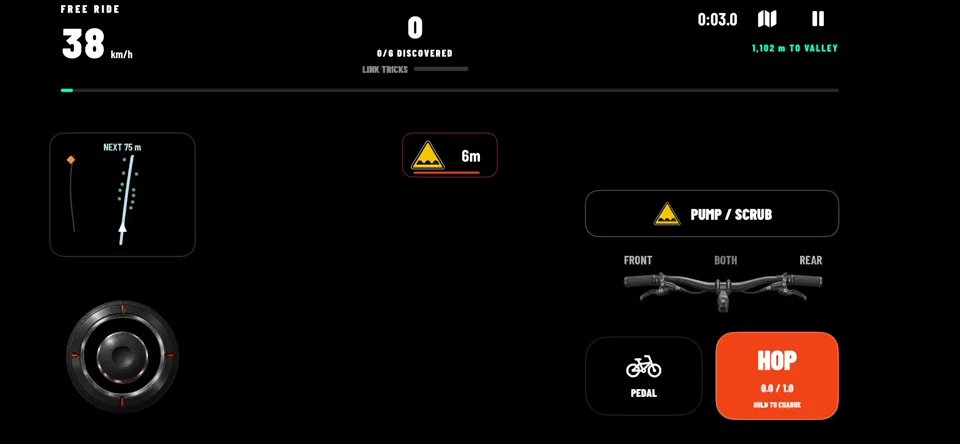 FREE RIDE
38 km/h
0
0/6 DISCOVERED
LINK TRICKS
0:03.0
1,102 m TO VALLEY
NEXT 75 m
6m
PUMP / SCRUB
FRONT BOTH REAR
PEDAL
HOP
0.0 / 1.0
HOLD TO CHARGE